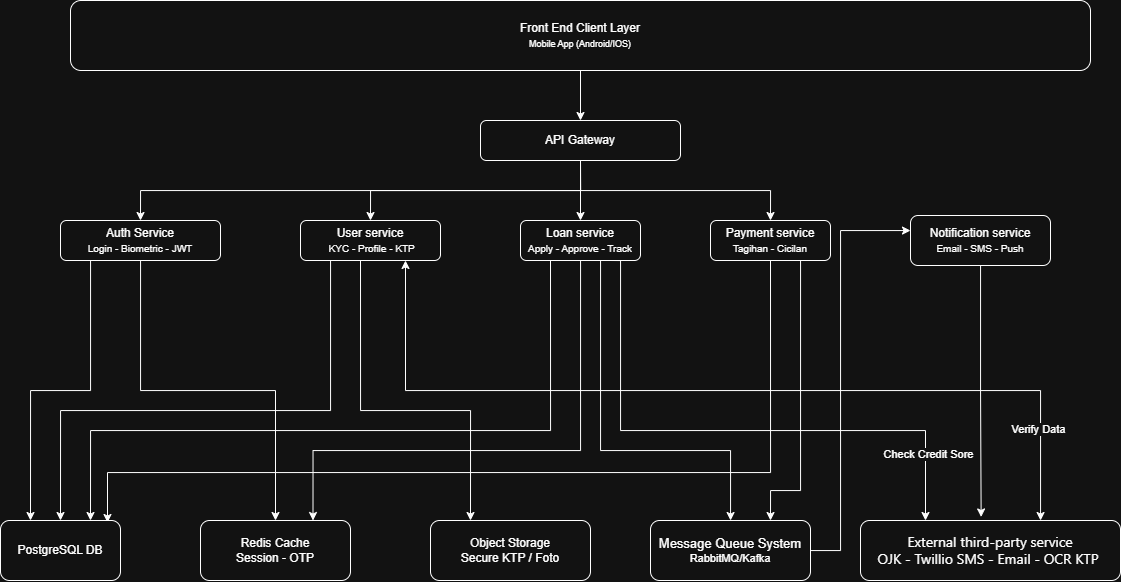 Front End Client Layer
Mobile App (Android/IOS)
API Gateway
Auth Service
Login - Biometric - JWT
User service
KYC - Profile - KTP
Loan service
Apply - Approve - Track
Payment service
Tagihan - Cicilan
Notification service
Email - SMS - Push
Verify Data
Check Credit Sore
PostgreSQL DB
Redis Cache
Session - OTP
Object Storage
Secure KTP / Foto
Message Queue System
RabbitMQ/Kafka
External third-party service
OJK - Twillio SMS - Email - OCR KTP